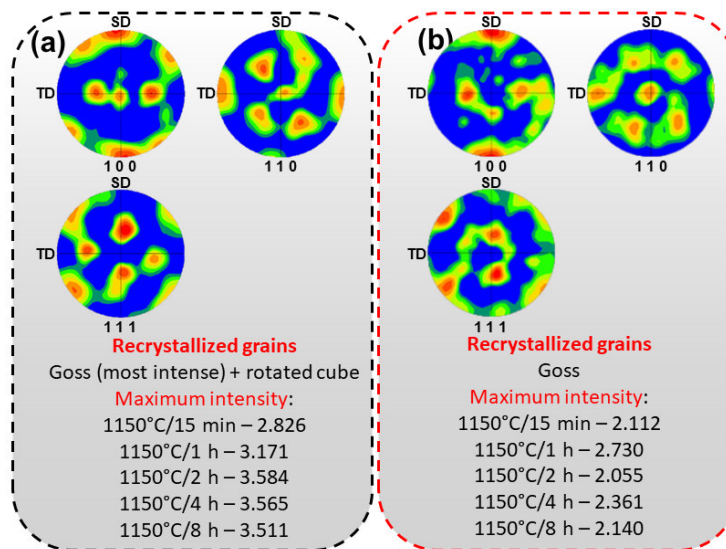 (a)
SD
SD
TD
TD
1 0 0
1 1 0
SD
TD
1 1 1
Recrystallized grains
Goss (most intense) + rotated cube
Maximum intensity:
1150°C/15 min – 2.826
1150°C/1 h – 3.171
1150°C/2 h – 3.584
1150°C/4 h – 3.565
1150°C/8 h – 3.511
(b)
SD
SD
TD
TD
1 0 0
1 1 0
SD
TD
1 1 1
Recrystallized grains
Goss
Maximum intensity:
1150°C/15 min – 2.112
1150°C/1 h – 2.730
1150°C/2 h – 2.055
1150°C/4 h – 2.361
1150°C/8 h – 2.140